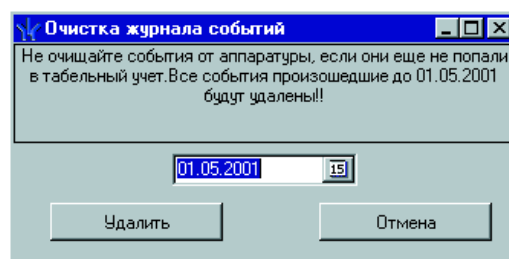 Очистка журнала событий
Не очищайте события от аппаратуры, если они еще не попали
в табельный учет.Все события произошедшие до 01.05.2001
будут удалены!!
01.05.2001
15
Удалить
Отмена